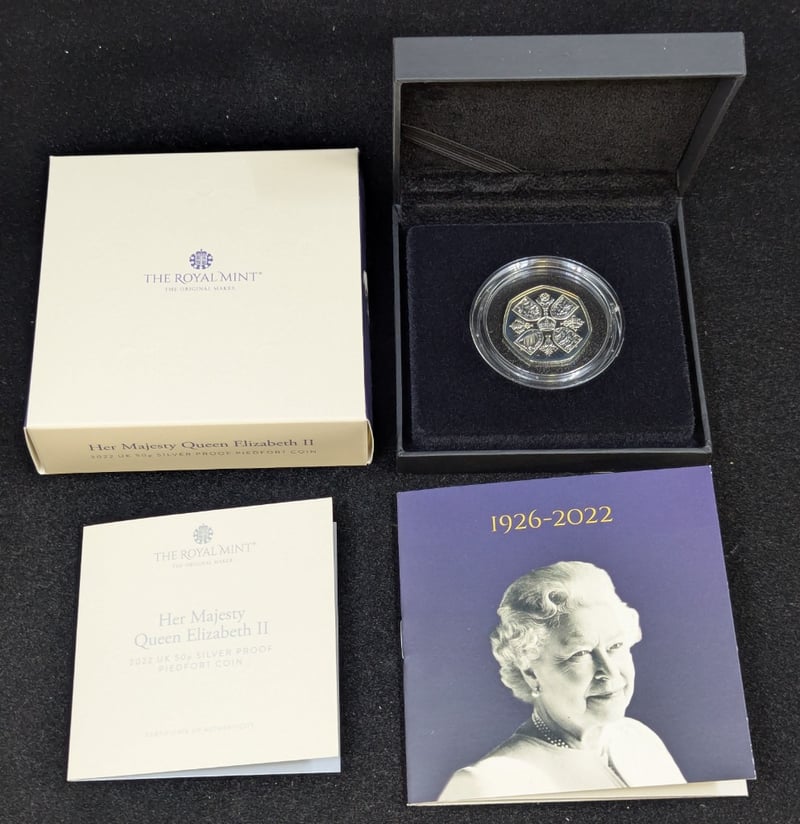 THE ROYAL MINT®
THE ORIGINAL MAKER
Her Majesty Queen Elizabeth II
2022 UK 50p SILVER PROOF PIEDFORT COIN
THE ROYAL MINT®
THE ORIGINAL MAKER
Her Majesty
Queen Elizabeth II
2022 UK 50p SILVER PROOF
PIEDFORT COIN
CERTIFICATE OF AUTHENTICITY
1926-2022